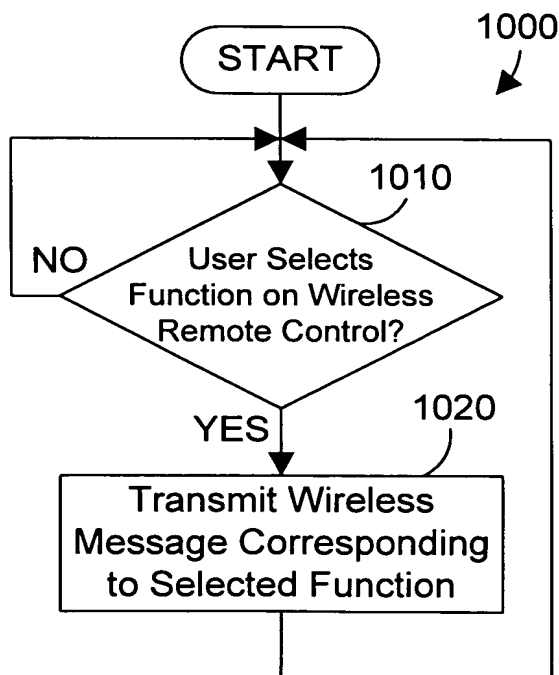 1000
START
1010
NO
User Selects
Function on Wireless
Remote Control?
YES
1020
Transmit Wireless
Message Corresponding
to Selected Function